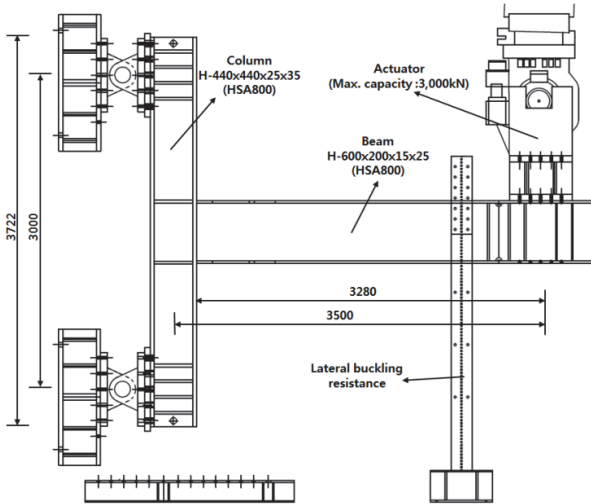 Column
H-440x440x25x35
(HSA800)
Actuator
(Max. capacity :3,000kN)
Beam
H-600x200x15x25
(HSA800)
3722
3000
3280
3500
Lateral buckling
resistance